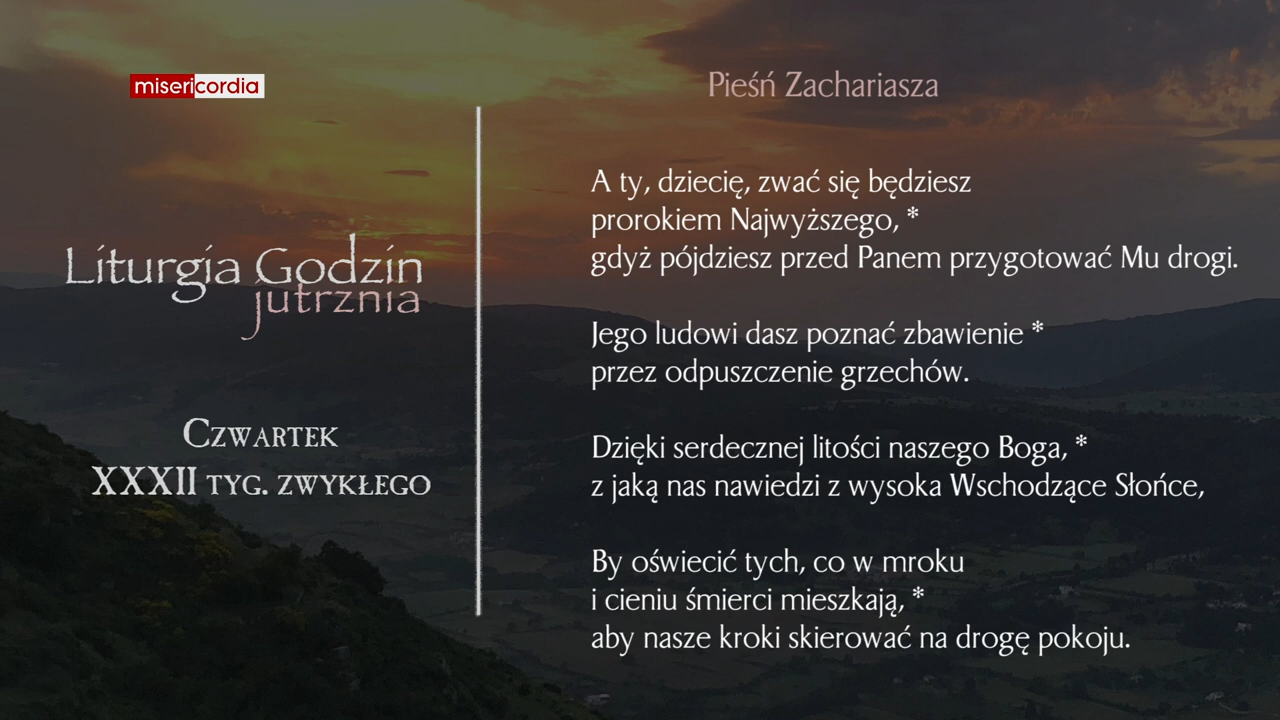 misericordia
Liturgia Godzin
jutrznia
Czwartek
XXXII tyg. zwykłego
Pieśń Zachariasza
A ty, dziecię, zwać się będziesz
prorokiem Najwyższego, *
gdyż pójdziesz przed Panem przygotować Mu drogi.
Jego ludowi dasz poznać zbawienie *
przez odpuszczenie grzechów.
Dzięki serdecznej litości naszego Boga, *
z jaką nas nawiedzi z wysoka Wschodzące Słońce,
By oświecić tych, co w mroku
i cieniu śmierci mieszkają, *
aby nasze kroki skierować na drogę pokoju.